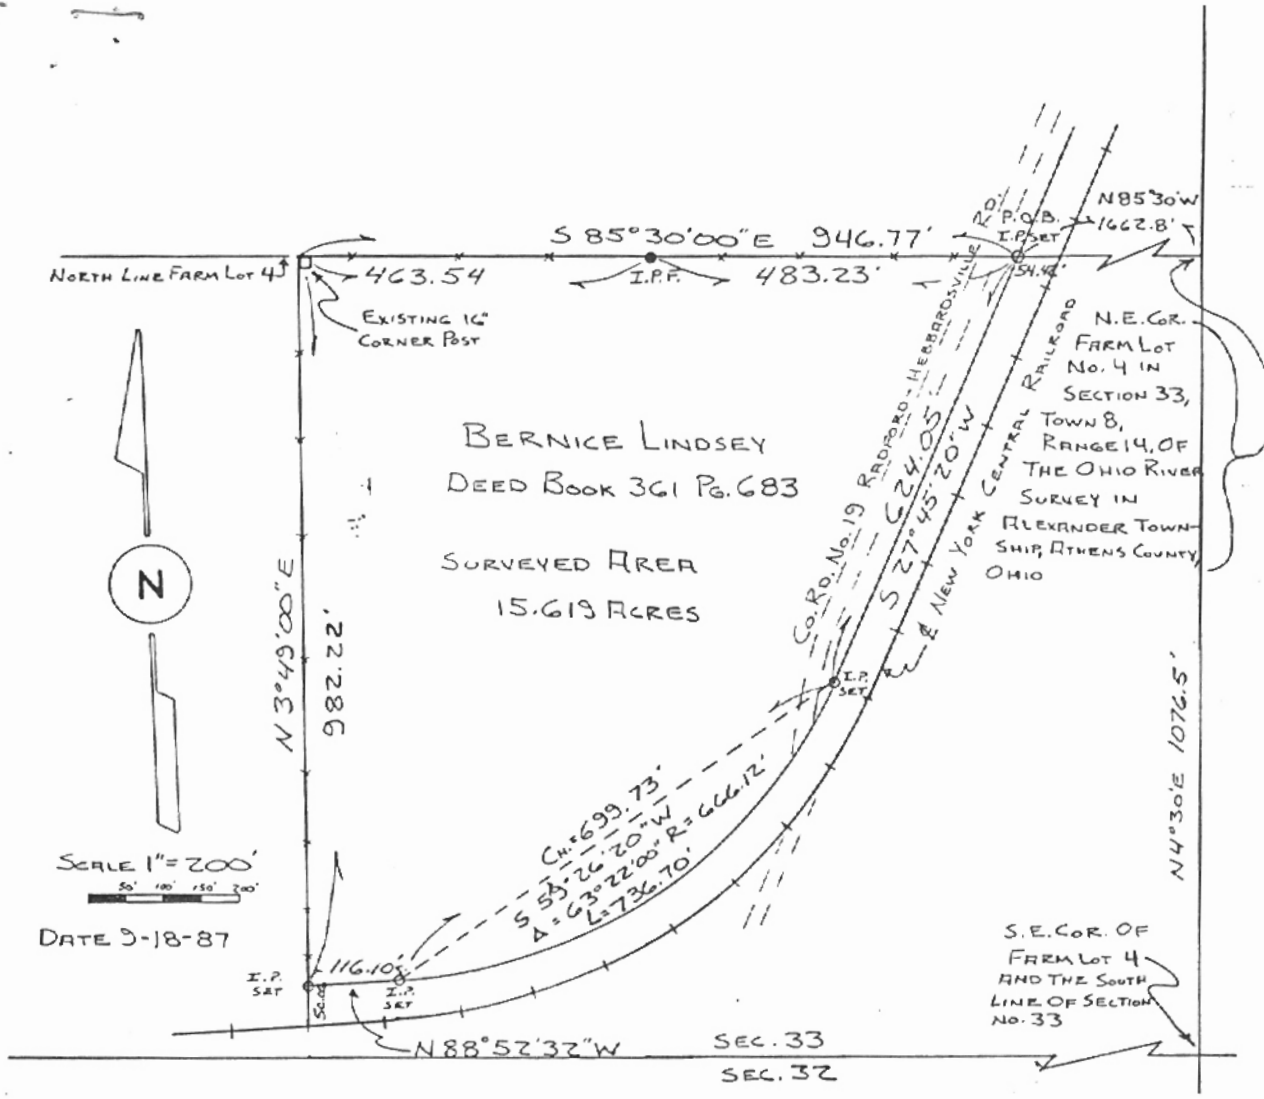 N85°30'W
1662.8'
P.O.B.
I.P. SET
S 85°30'00"E 946.77'
NORTH LINE FARM LOT 4
463.54
I.P.F.
483.23'
EXISTING 16"
CORNER POST
N.E. COR.
FARM LOT
No. 4 IN
SECTION 33,
TOWN 8,
RANGE 14, OF
THE OHIO RIVER
SURVEY IN
ALEXANDER TOWN-
SHIP, ATHENS COUNTY,
OHIO
BERNICE LINDSEY
DEED BOOK 361 PG. 683
SURVEYED AREA
15.619 ACRES
CO. RD. NO. 19 RADFORD-HEBBARDSVILLE RD.
624.05'
S 27°45'20"W
℄ NEW YORK CENTRAL RAILROAD
I.P.
SET
N
N 3°49'00"E
982.22'
N4°30'E 1076.5'
CH.=699.73'
S 59°26'20"W
Δ=63°22'00" R=666.12'
L=736.70'
SCALE 1"=200'
50' 100' 150' 200'
DATE 9-18-87
I.P.
SET
116.10'
I.P.
SET
N88°52'32"W
S.E. COR. OF
FARM LOT 4
AND THE SOUTH
LINE OF SECTION
No. 33
SEC. 33
SEC. 32